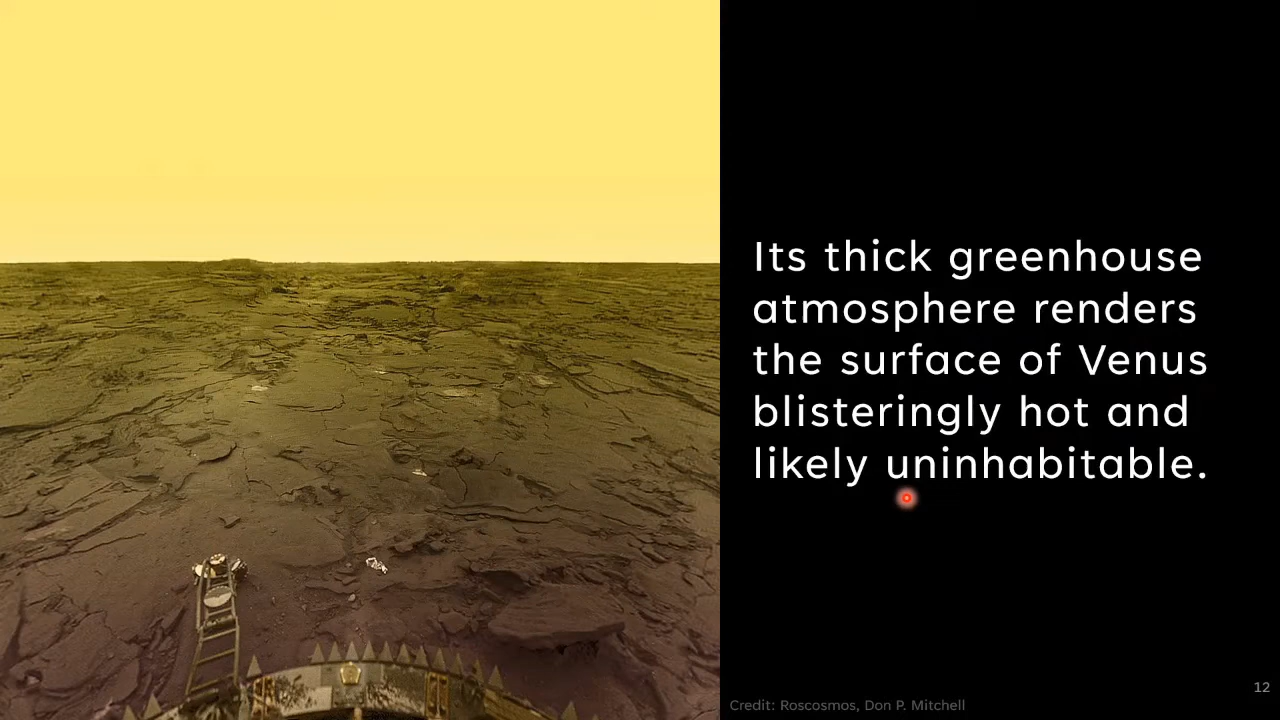 Its thick greenhouse
atmosphere renders
the surface of Venus
blisteringly hot and
likely uninhabitable.
12
Credit: Roscosmos, Don P. Mitchell